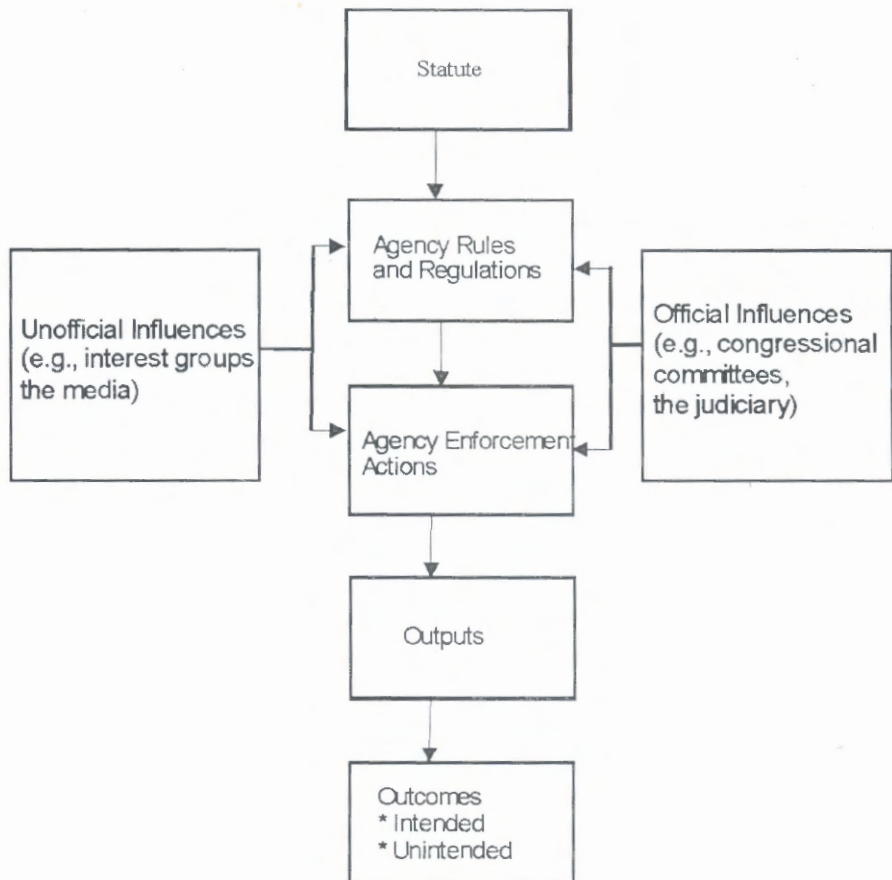 Statute
Agency Rules
and Regulations
Unofficial Influences
(e.g., interest groups
the media)
Official Influences
(e.g., congressional
committees,
the judiciary)
Agency Enforcement
Actions
Outputs
Outcomes
* Intended
* Unintended